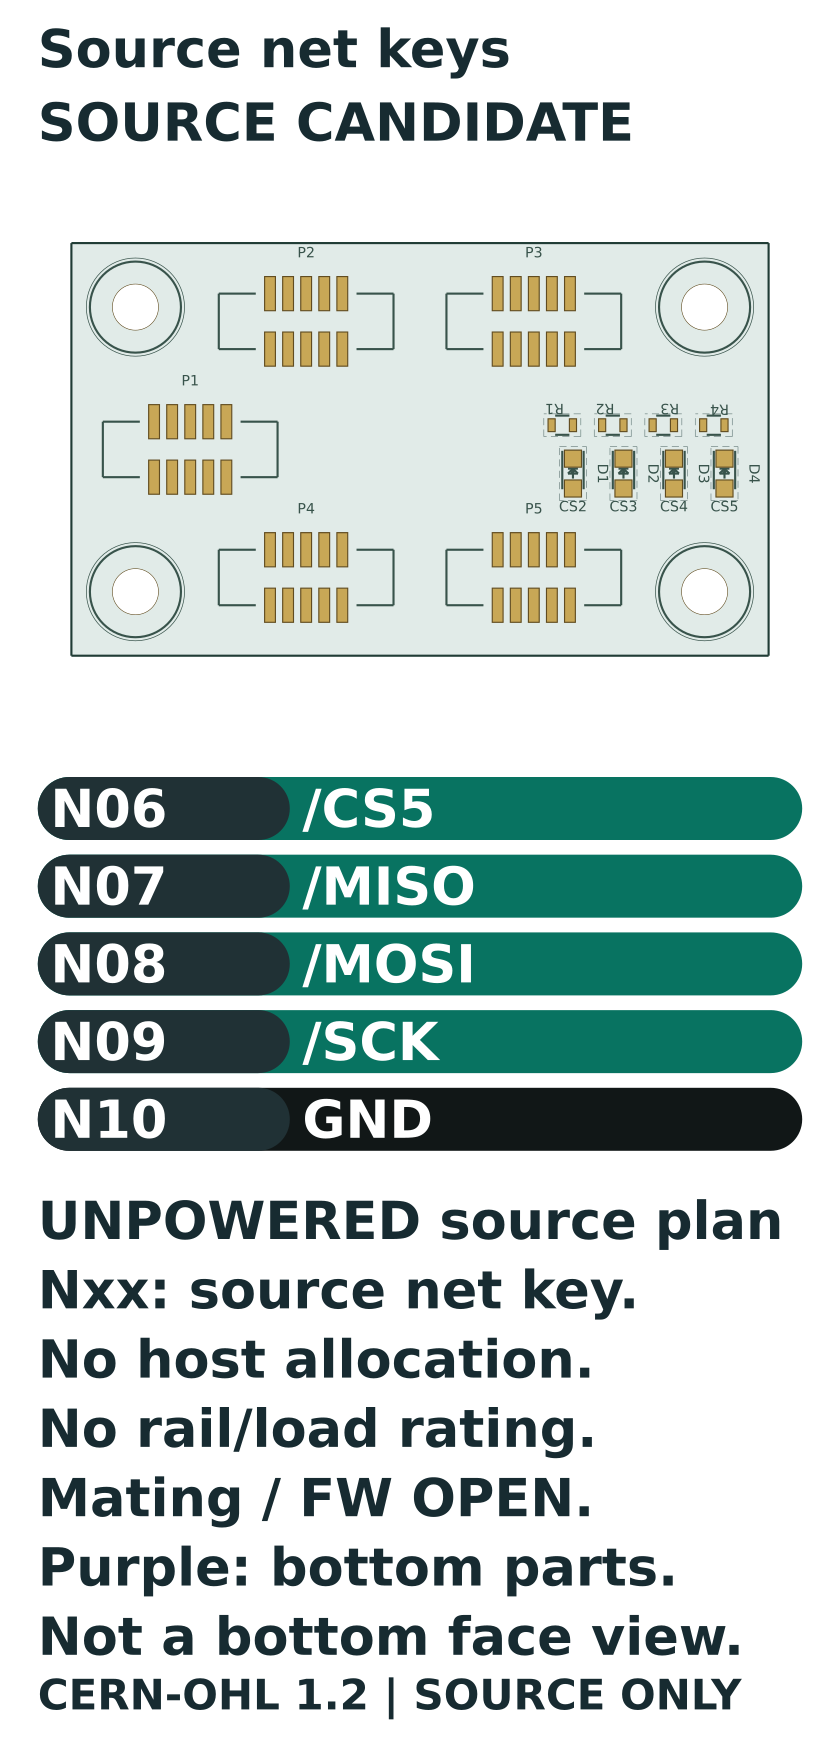 Source net keys
SOURCE CANDIDATE
P2 P3
P1
R1 R2 R3 R4
D1 D2 D3 D4
CS2 CS3 CS4 CS5
P4 P5
N06 /CS5
N07 /MISO
N08 /MOSI
N09 /SCK
N10 GND
UNPOWERED source plan
Nxx: source net key.
No host allocation.
No rail/load rating.
Mating / FW OPEN.
Purple: bottom parts.
Not a bottom face view.
CERN-OHL 1.2 | SOURCE ONLY